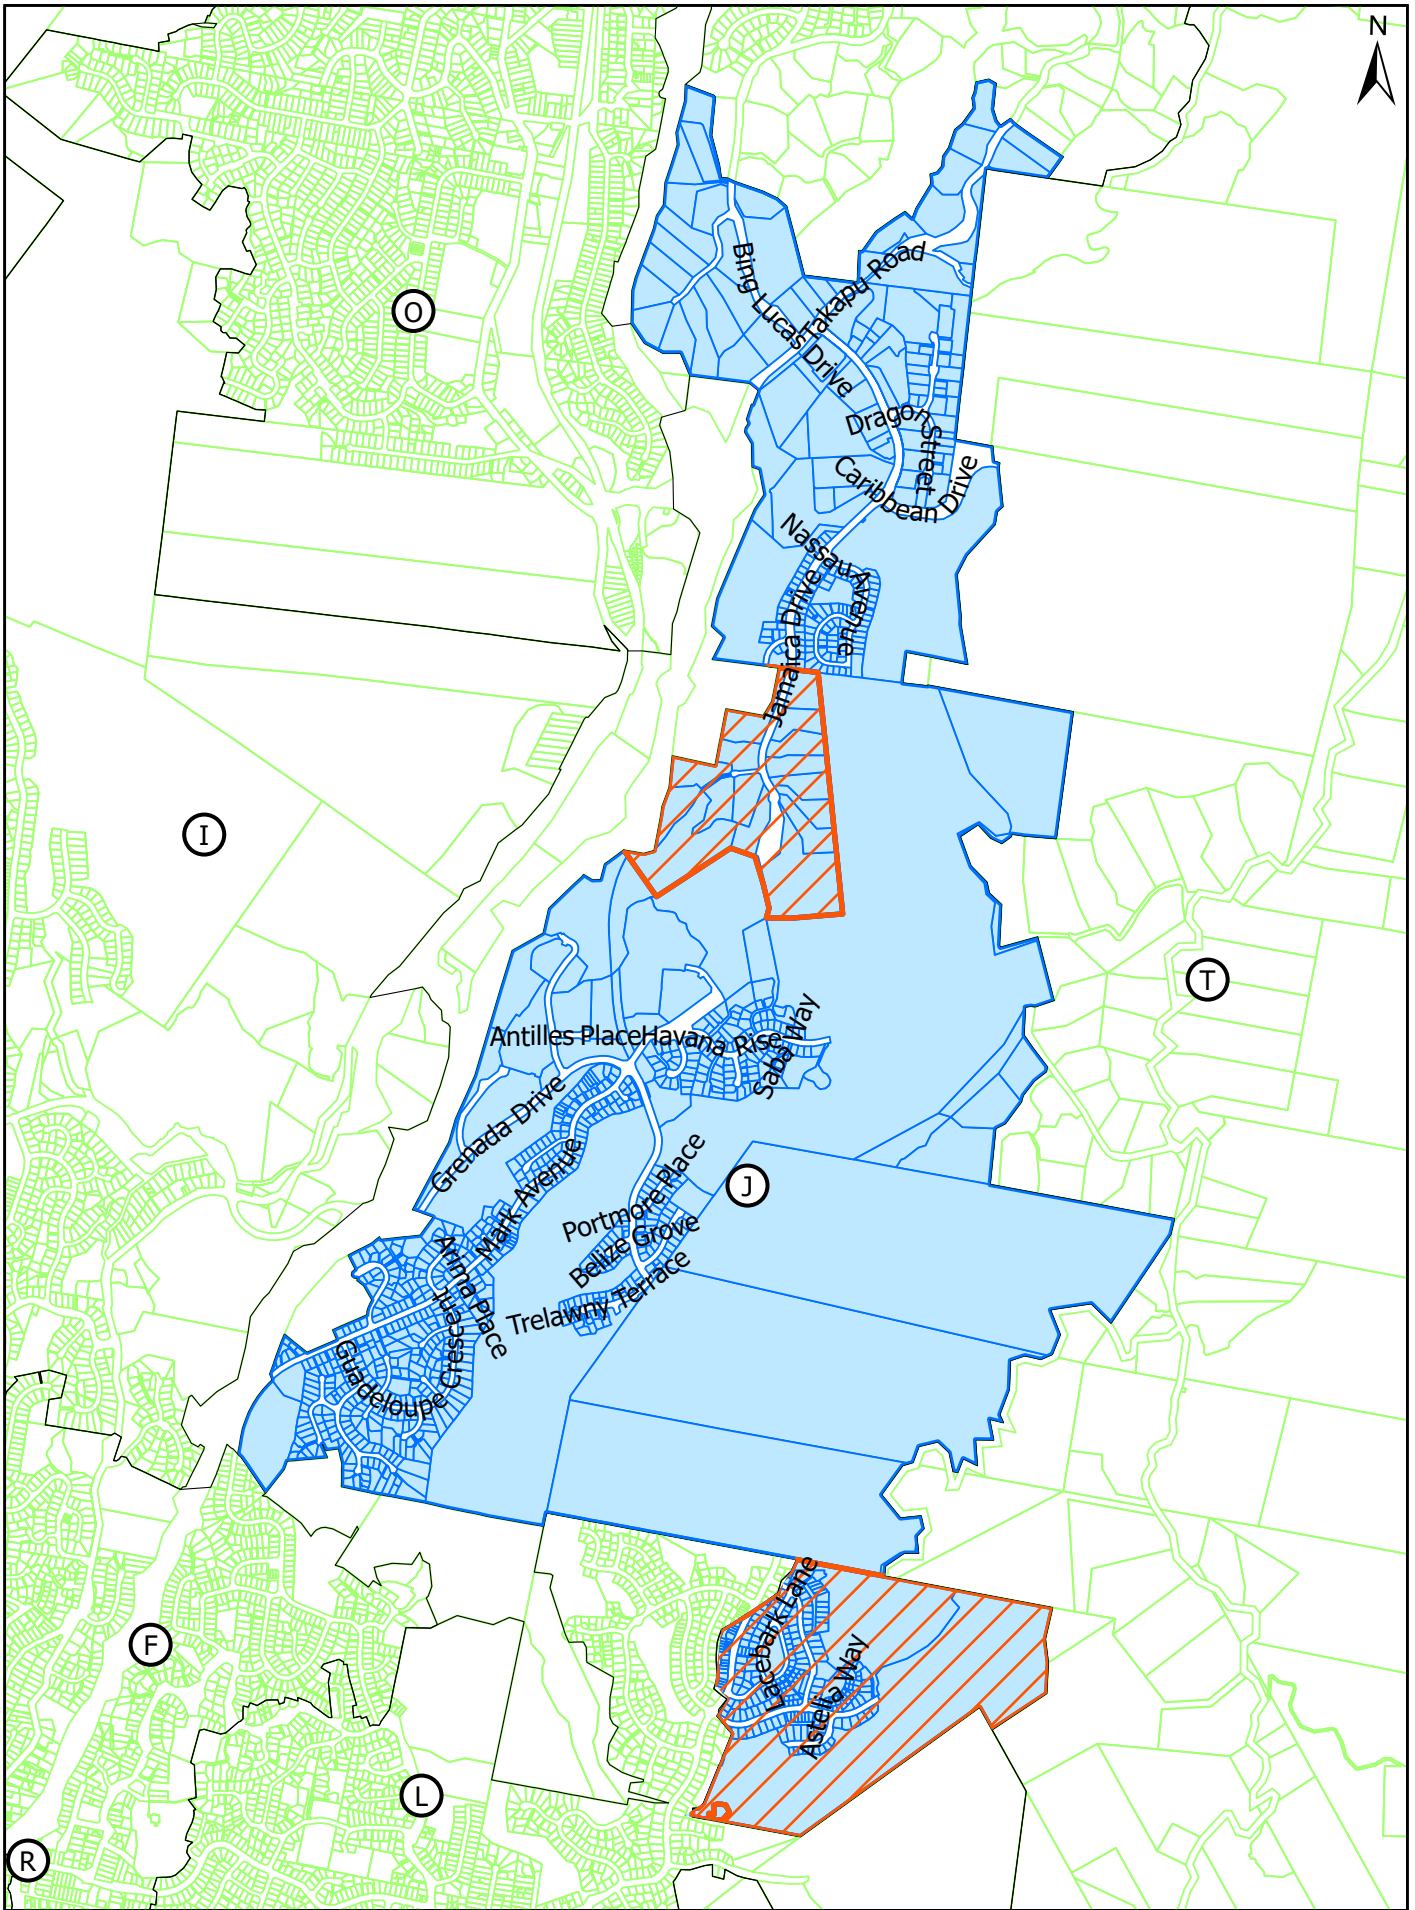 N
Bing Lucas Drive
Takapu Road
O
Dragon Street
Caribbean Drive
Nassau Avenue
Jamaica Drive
I
T
Antilles Place
Havana Rise
Saba Way
Grenada Drive
Mark Avenue
Portmore Place
J
Belize Grove
Arima Place
Trelawny Terrace
Guadeloupe Crescent
Lacebark Lane
F
Astelia Way
L
R